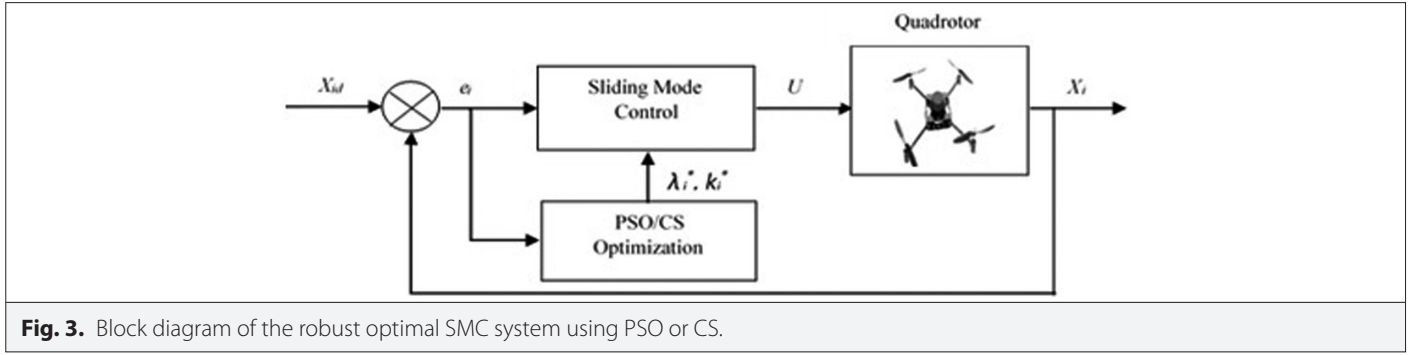 Quadrotor
X_id
e_i
Sliding Mode
Control
U
X_i
λ_i*, k_i*
PSO/CS
Optimization
Fig. 3. Block diagram of the robust optimal SMC system using PSO or CS.